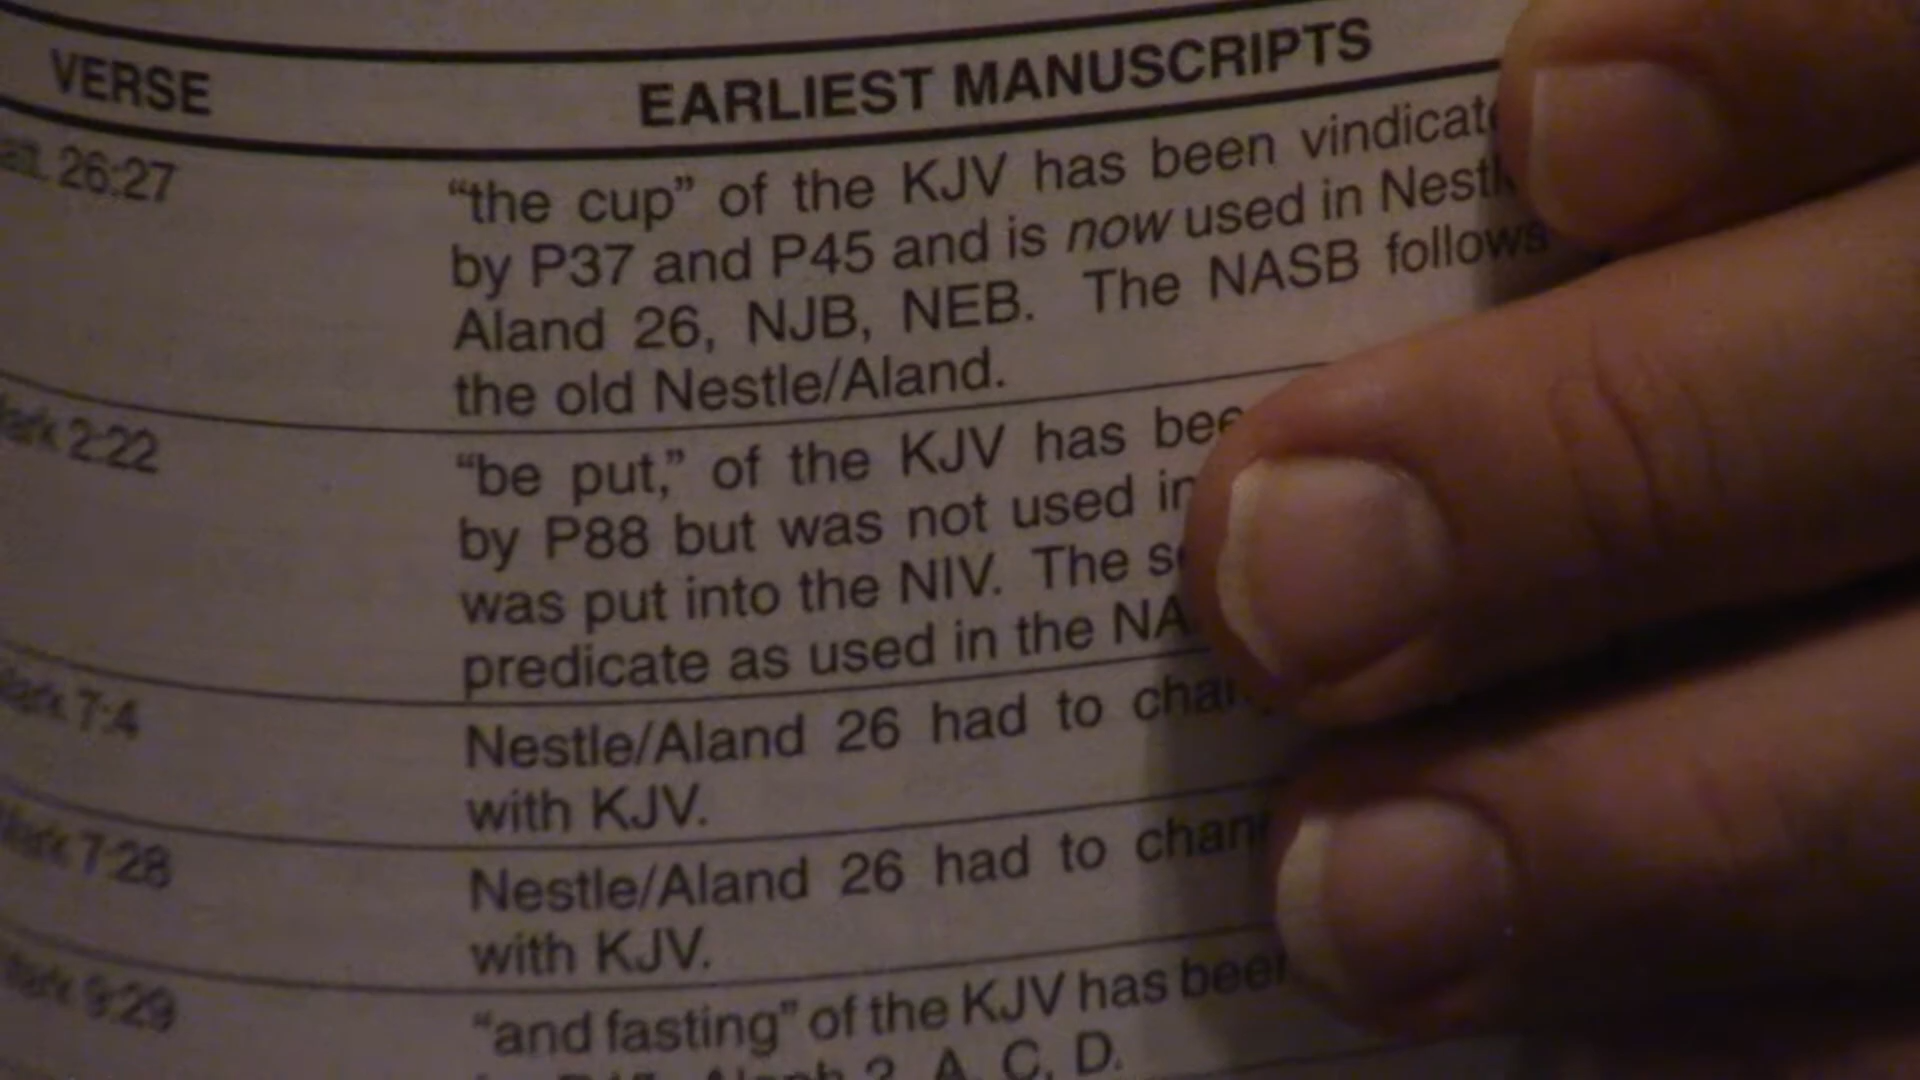 VERSE EARLIEST MANUSCRIPTS
26:27 "the cup" of the KJV has been
by P37 and P45 and is now used in
Aland 26, NJB, NEB. The NASB follows
the old Nestle/Aland.
2:22 "be put," of the KJV has
by P88 but was not used in
was put into the NIV. The
predicate as used in the
7:4 Nestle/Aland 26 had to
with KJV.
7:28 Nestle/Aland 26 had to
with KJV.
9:29 "and fasting" of the KJV has been
A, C, D.